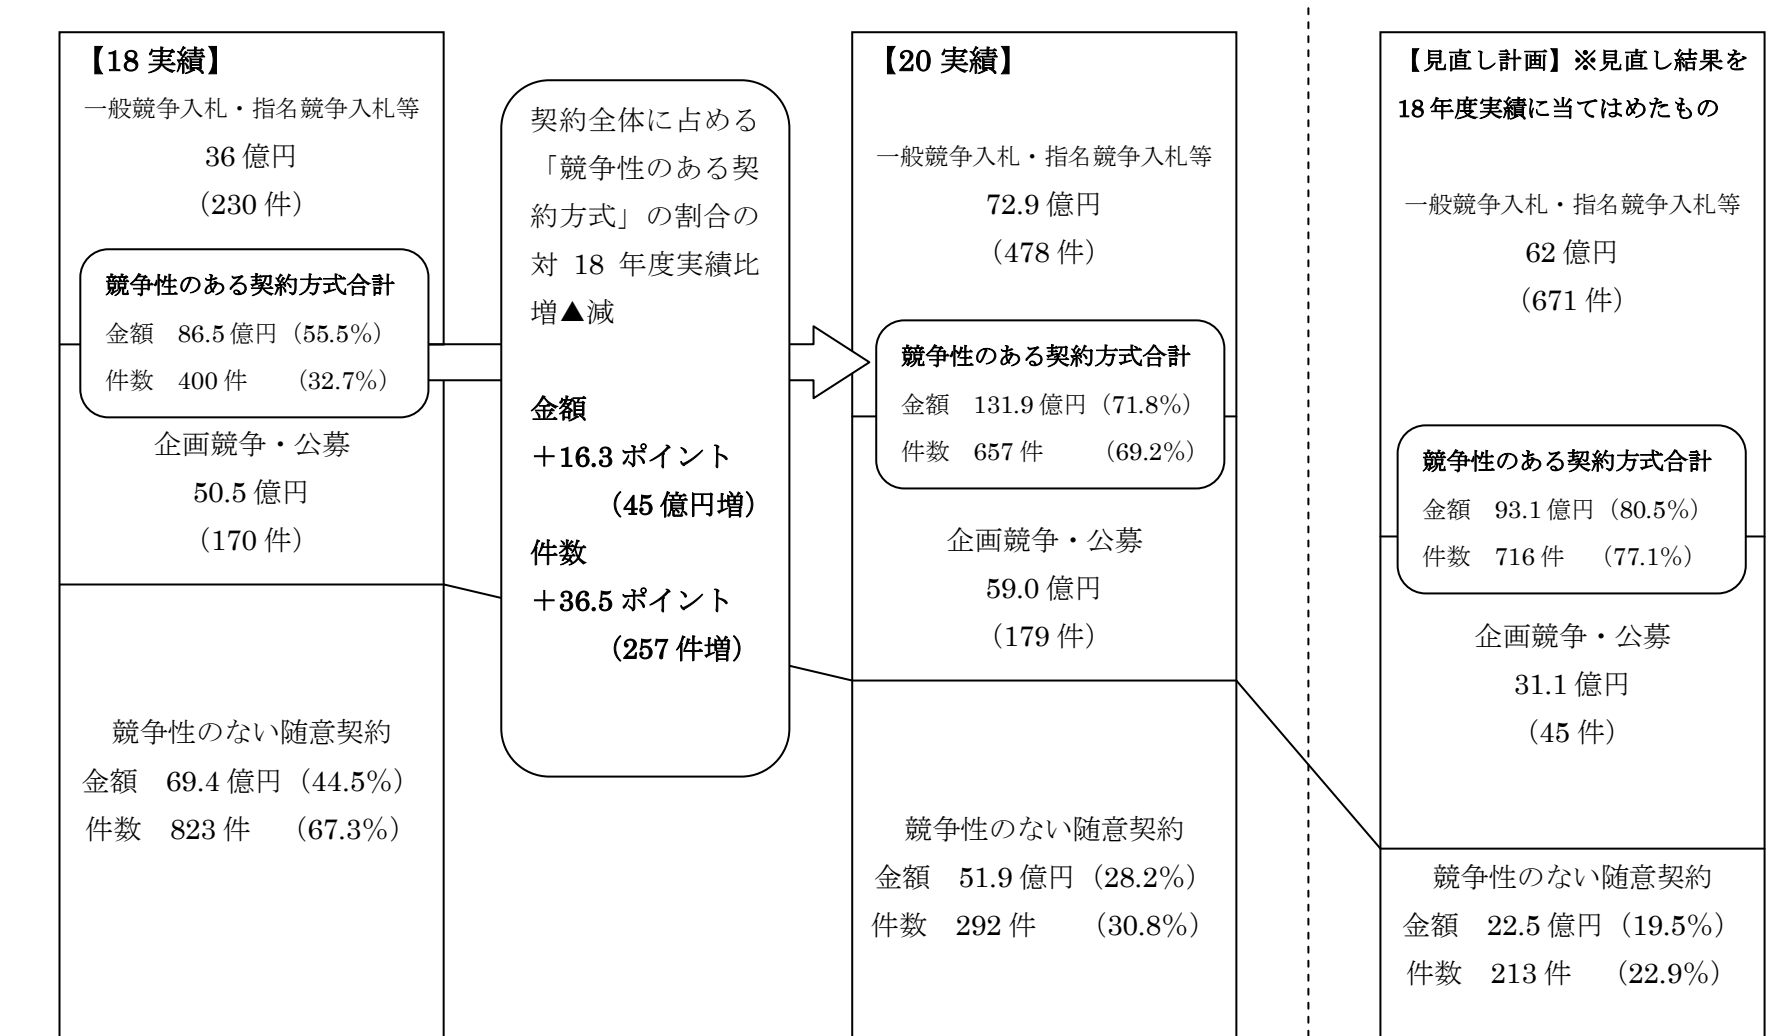 【18 実績】
一般競争入札・指名競争入札等
36 億円
（230 件）
競争性のある契約方式合計
金額　86.5 億円（55.5%）
件数　400 件　　（32.7%）
企画競争・公募
50.5 億円
（170 件）
競争性のない随意契約
金額　69.4 億円（44.5%）
件数　823 件　　（67.3%）
契約全体に占める
「競争性のある契
約方式」の割合の
対 18 年度実績比
増▲減
金額
＋16.3 ポイント
（45 億円増）
件数
＋36.5 ポイント
（257 件増）
【20 実績】
一般競争入札・指名競争入札等
72.9 億円
（478 件）
競争性のある契約方式合計
金額　131.9 億円（71.8%）
件数　657 件　　（69.2%）
企画競争・公募
59.0 億円
（179 件）
競争性のない随意契約
金額　51.9 億円（28.2%）
件数　292 件　　（30.8%）
【見直し計画】※見直し結果を
18 年度実績に当てはめたもの
一般競争入札・指名競争入札等
62 億円
（671 件）
競争性のある契約方式合計
金額　93.1 億円（80.5%）
件数　716 件　（77.1%）
企画競争・公募
31.1 億円
（45 件）
競争性のない随意契約
金額　22.5 億円（19.5%）
件数　213 件　　（22.9%）